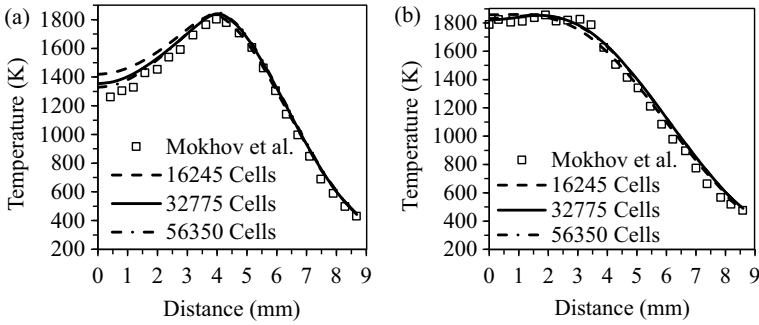 (a)
Temperature (K)
1800
1600
1400
1200
1000
800
600
400
200
Mokhov et al.
16245 Cells
32775 Cells
56350 Cells
0 1 2 3 4 5 6 7 8 9
Distance (mm)
(b)
Temperature (K)
1800
1600
1400
1200
1000
800
600
400
200
Mokhov et al.
16245 Cells
32775 Cells
56350 Cells
0 1 2 3 4 5 6 7 8 9
Distance (mm)